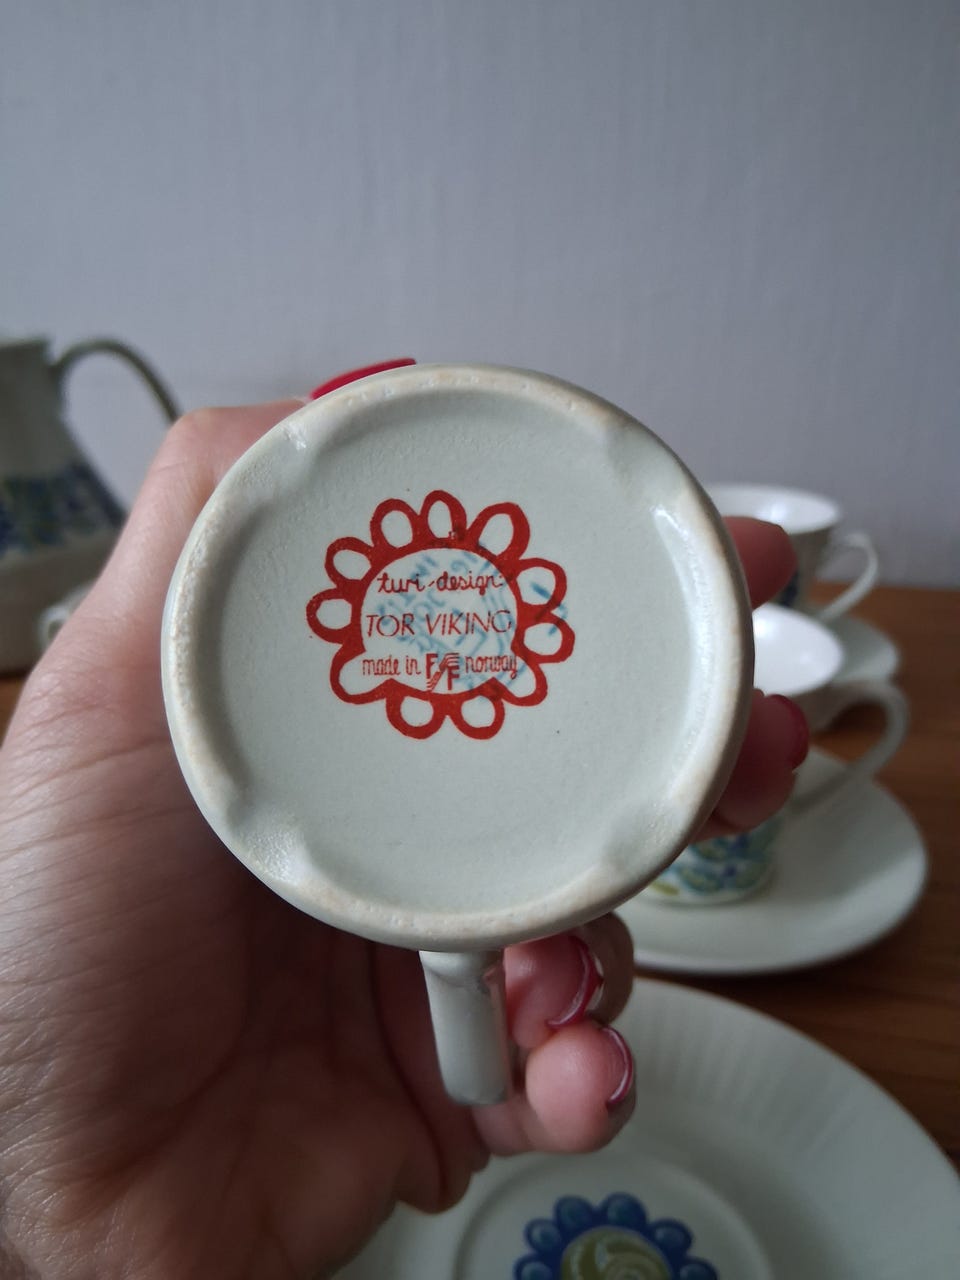 turi-design
TOR VIKING
made in FF norway